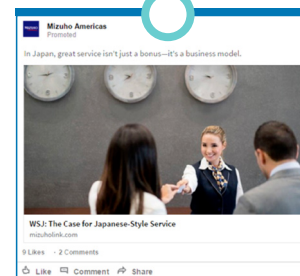 Mizuho Americas
Promoted
In Japan, great service isn't just a bonus—it's a business model.
WSJ: The Case for Japanese-Style Service
mizuholink.com
9 Likes · 2 Comments
Like Comment Share